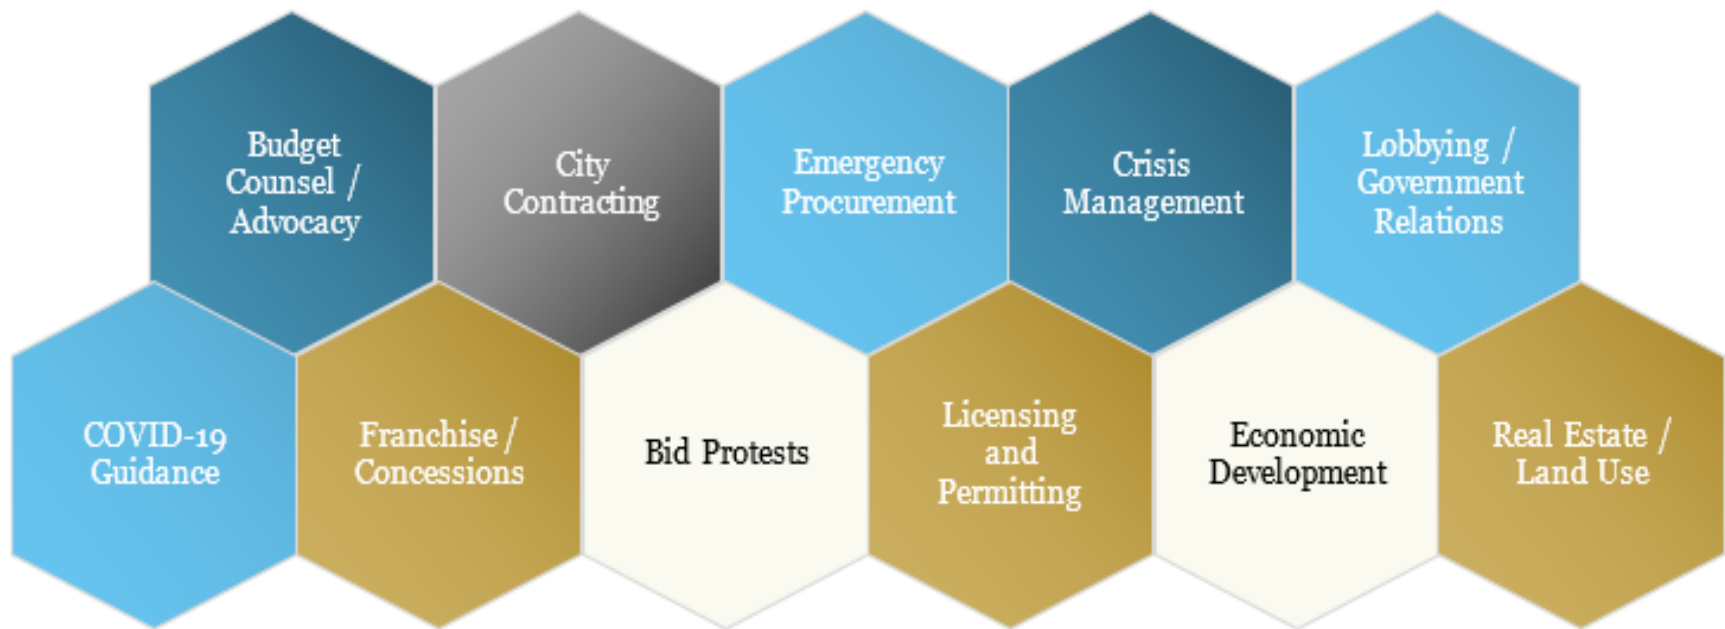 Budget
Counsel /
Advocacy
City
Contracting
Emergency
Procurement
Crisis
Management
Lobbying /
Government
Relations
COVID-19
Guidance
Franchise /
Concessions
Bid Protests
Licensing
and
Permitting
Economic
Development
Real Estate /
Land Use